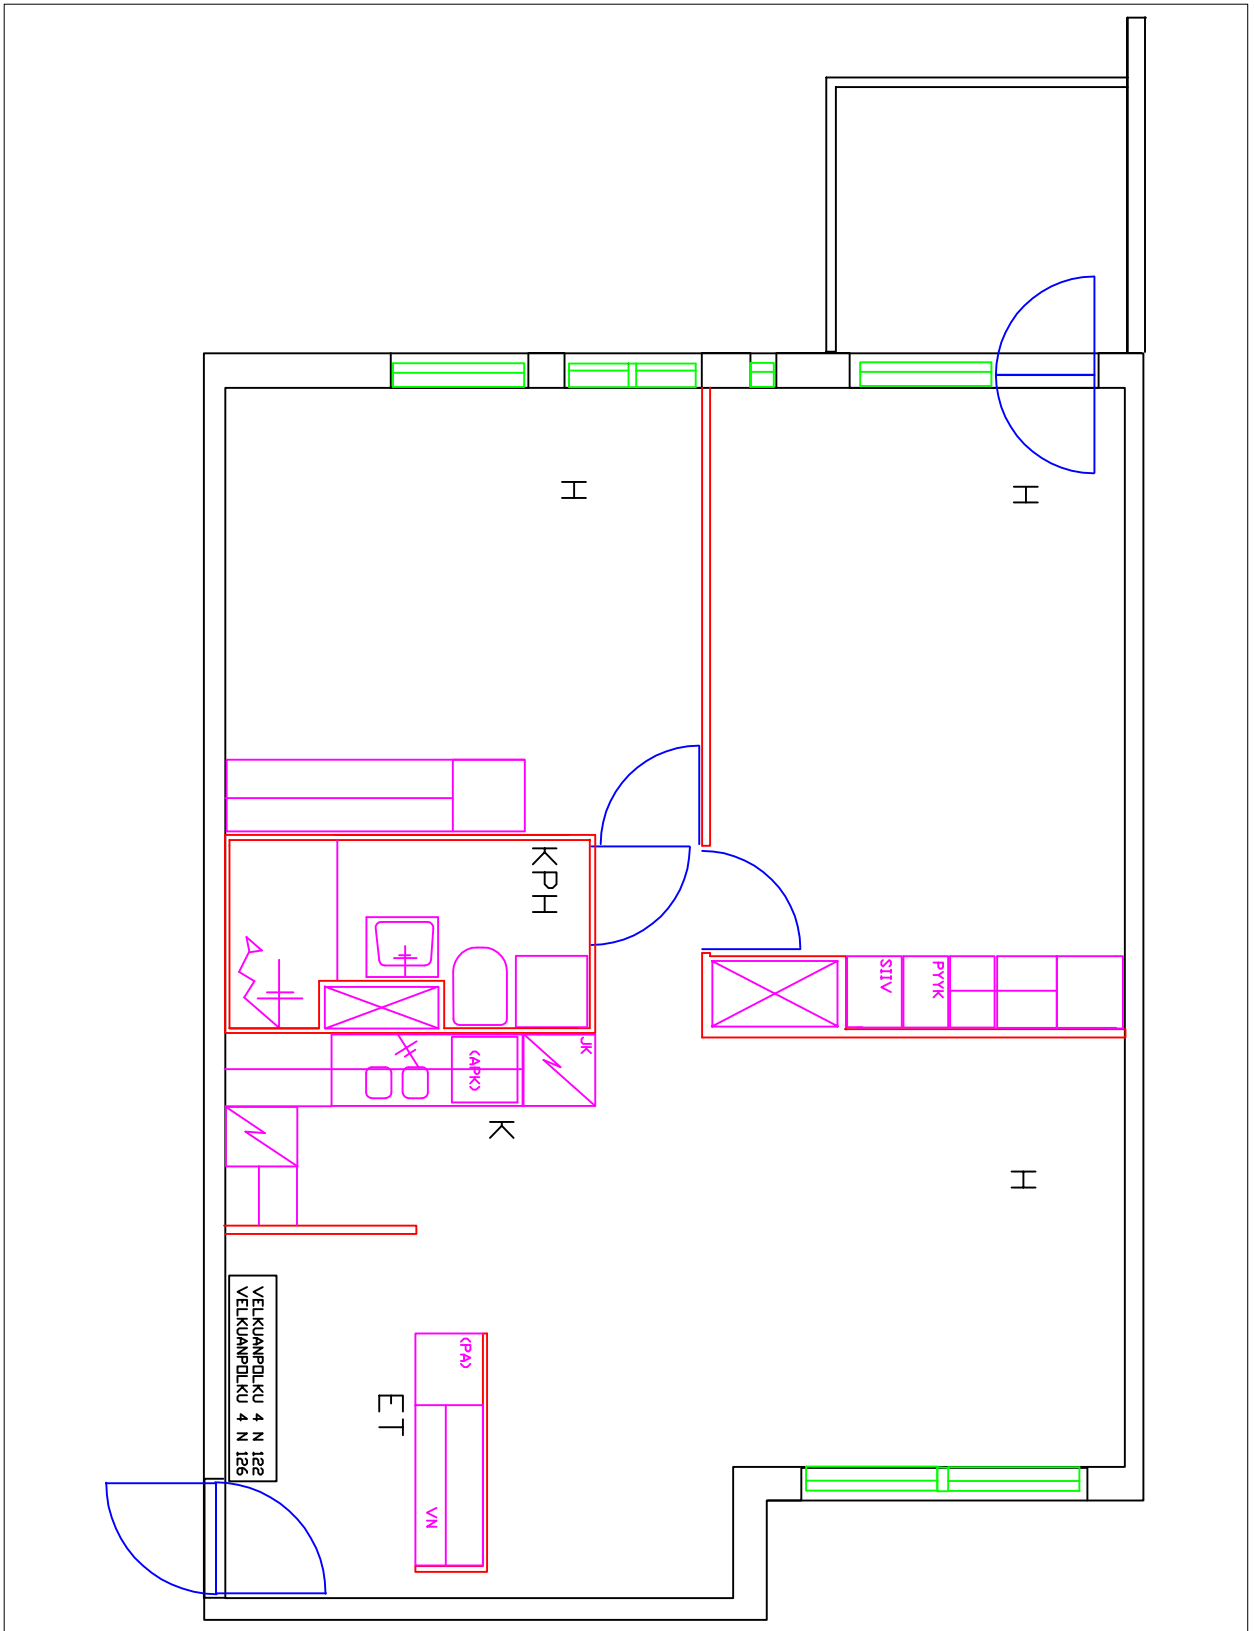 H
H
KPH
SIIV
PYYK
JK
(APK)
K
H
VELKUANPOLKU 4 N 122
VELKUANPOLKU 4 N 126
(PA)
ET
VN